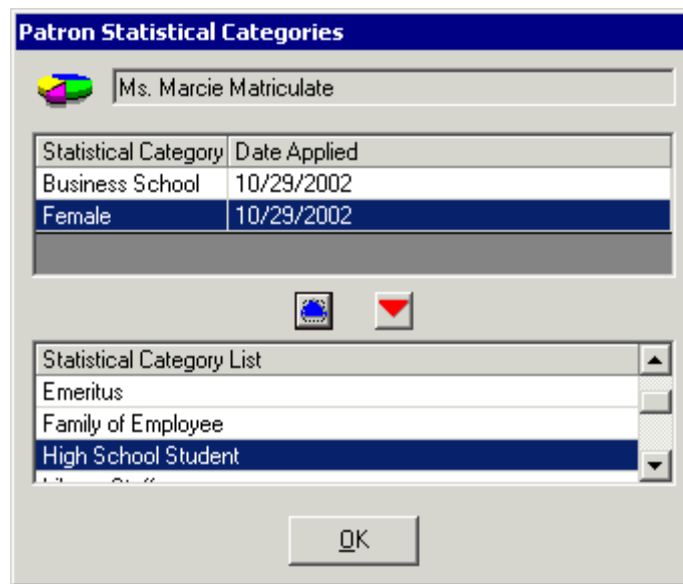 Patron Statistical Categories
Ms. Marcie Matriculate
Statistical Category Date Applied
Business School 10/29/2002
Female 10/29/2002
Statistical Category List
Emeritus
Family of Employee
High School Student
OK